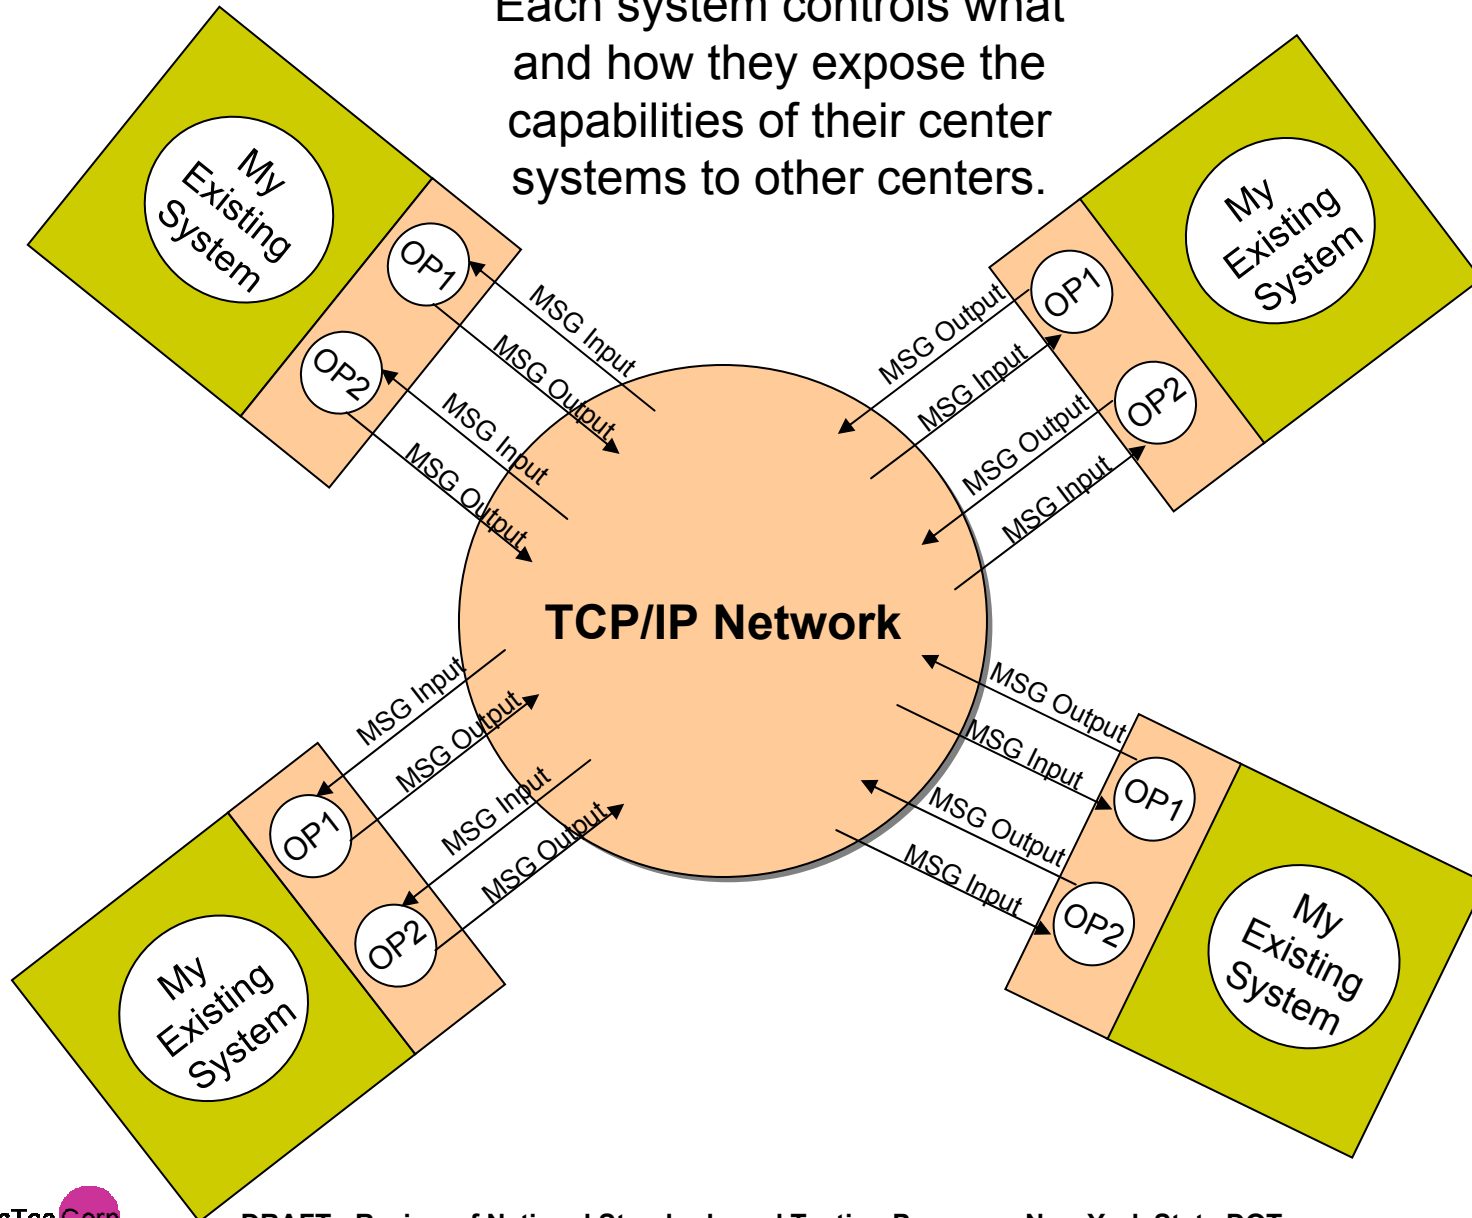 Each system controls what
and how they expose the
capabilities of their center
systems to other centers.
My
Existing
System
OP1
OP2
MSG Input
MSG Output
MSG Input
MSG Output
My
Existing
System
OP1
OP2
MSG Output
MSG Input
MSG Output
MSG Input
TCP/IP Network
MSG Input
MSG Output
MSG Input
MSG Output
OP1
OP2
My
Existing
System
MSG Output
MSG Input
MSG Output
MSG Input
OP1
OP2
My
Existing
System
Corp